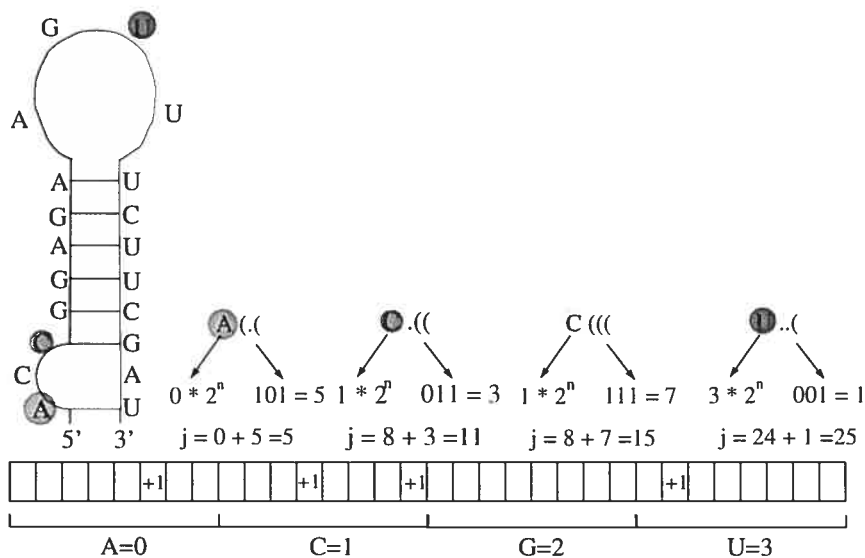 G U
A U
A U
G C
A U
G U
G C
C G
C A
A U
5' 3'
A (.( C .(( C ((( U ..(
0 * 2^n 101 = 5 1 * 2^n 011 = 3 1 * 2^n 111 = 7 3 * 2^n 001 = 1
j = 0 + 5 =5 j = 8 + 3 =11 j = 8 + 7 =15 j = 24 + 1 =25
+1 +1 +1 +1
A=0 C=1 G=2 U=3